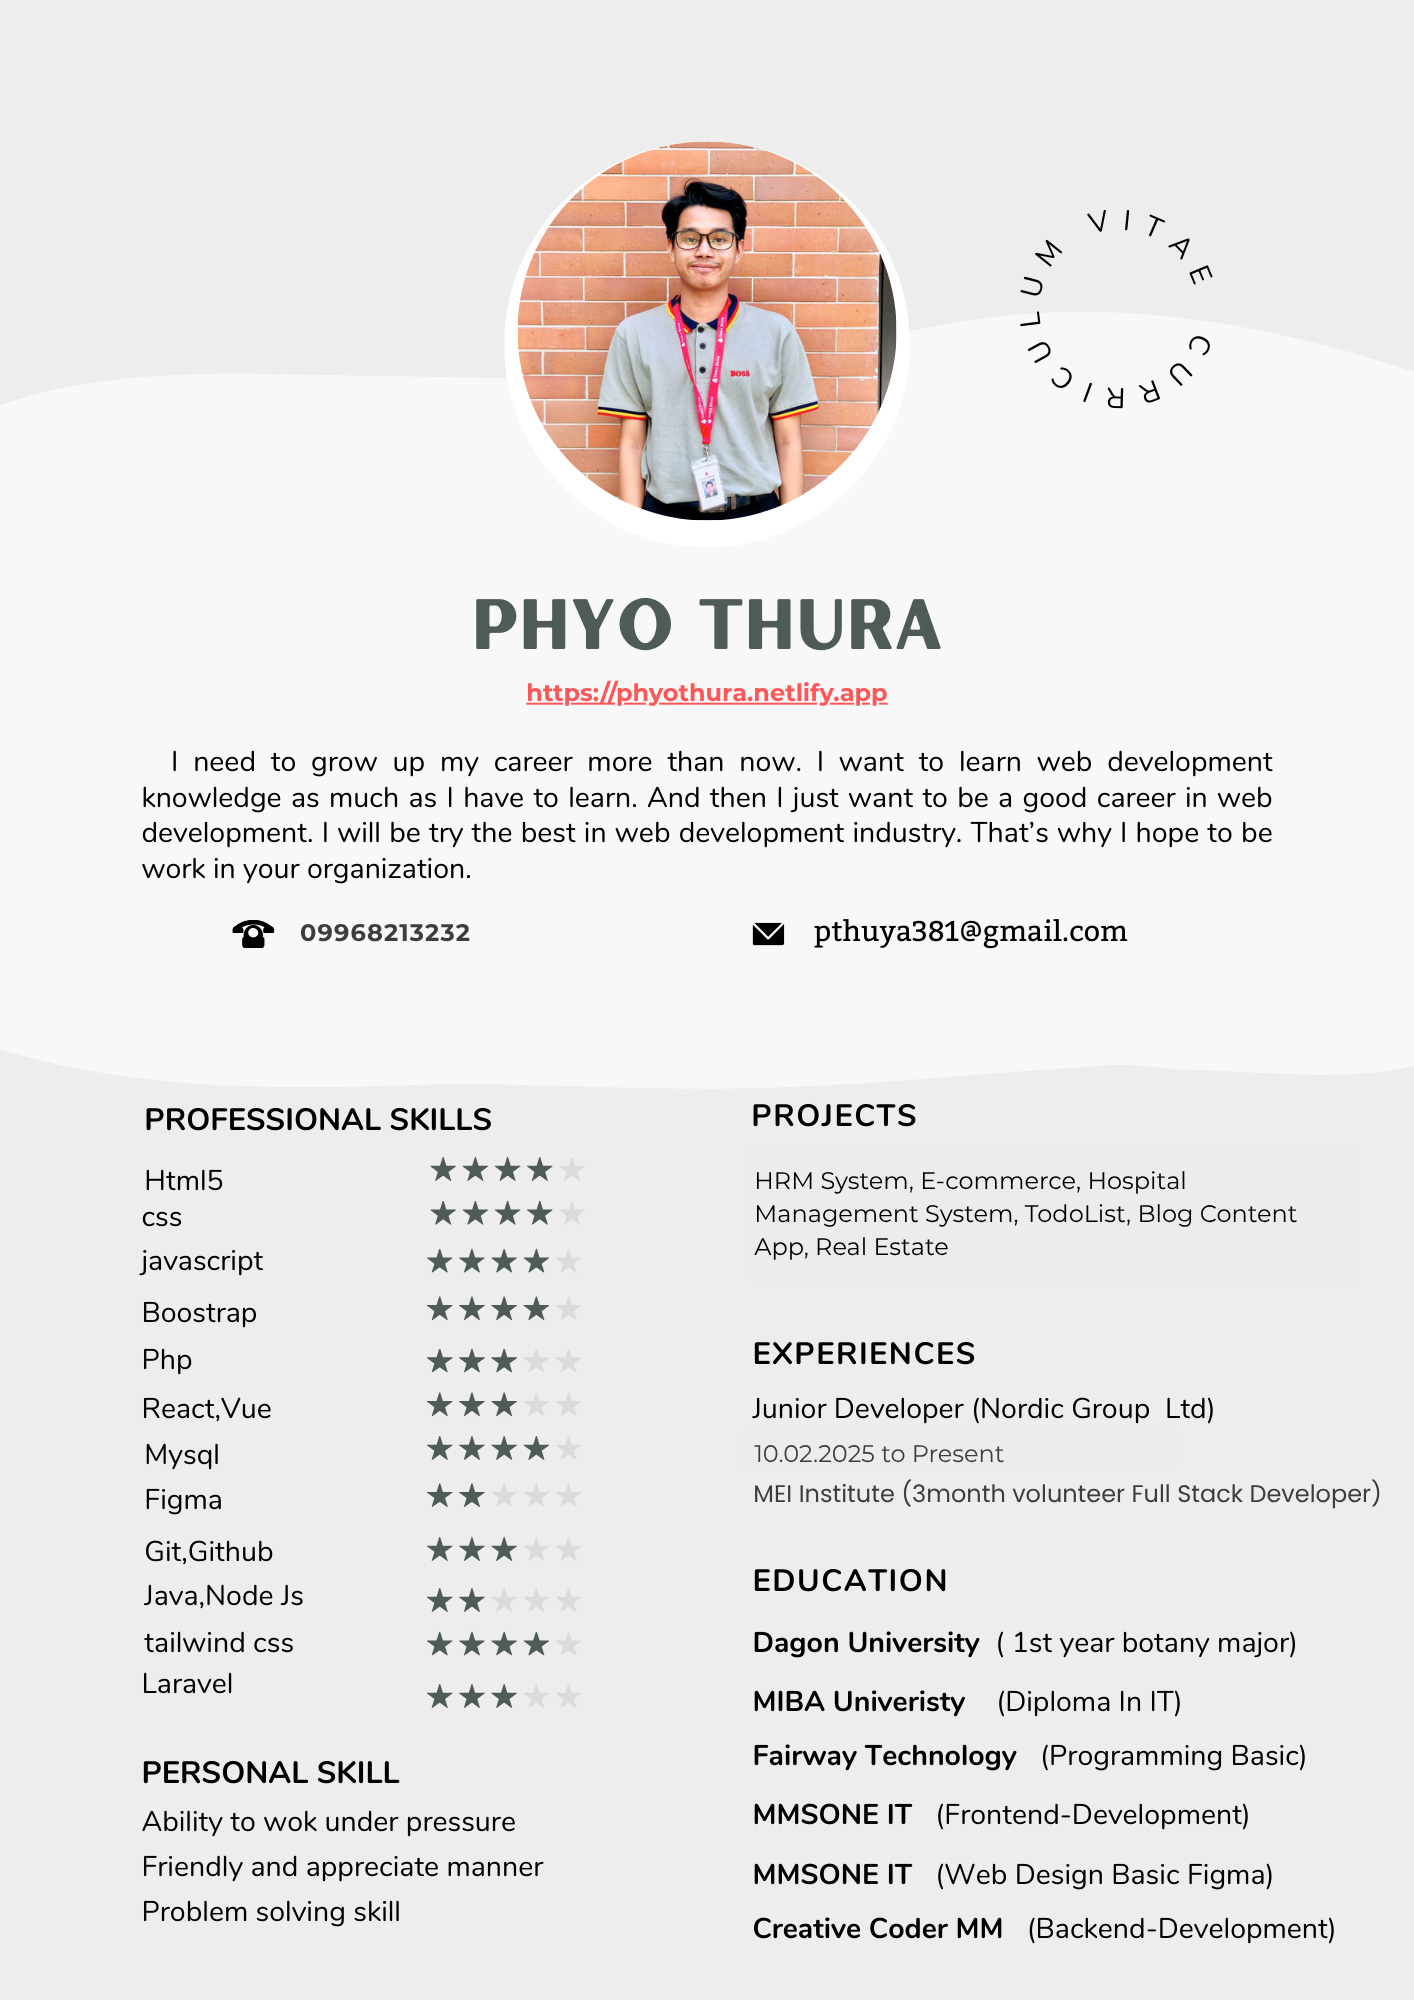 CURRICULUM VITAE
BOSS
PHYO THURA
https://phyothura.netlify.app
I need to grow up my career more than now. I want to learn web development
knowledge as much as I have to learn. And then I just want to be a good career in web
development. I will be try the best in web development industry. That’s why I hope to be
work in your organization.
09968213232
pthuya381@gmail.com
PROFESSIONAL SKILLS
Html5
css
javascript
Boostrap
Php
React,Vue
Mysql
Figma
Git,Github
Java,Node Js
tailwind css
Laravel
PERSONAL SKILL
Ability to wok under pressure
Friendly and appreciate manner
Problem solving skill
PROJECTS
HRM System, E-commerce, Hospital
Management System, TodoList, Blog Content
App, Real Estate
EXPERIENCES
Junior Developer (Nordic Group Ltd)
10.02.2025 to Present
MEI Institute (3month volunteer Full Stack Developer)
EDUCATION
Dagon University ( 1st year botany major)
MIBA Univeristy (Diploma In IT)
Fairway Technology (Programming Basic)
MMSONE IT (Frontend-Development)
MMSONE IT (Web Design Basic Figma)
Creative Coder MM (Backend-Development)